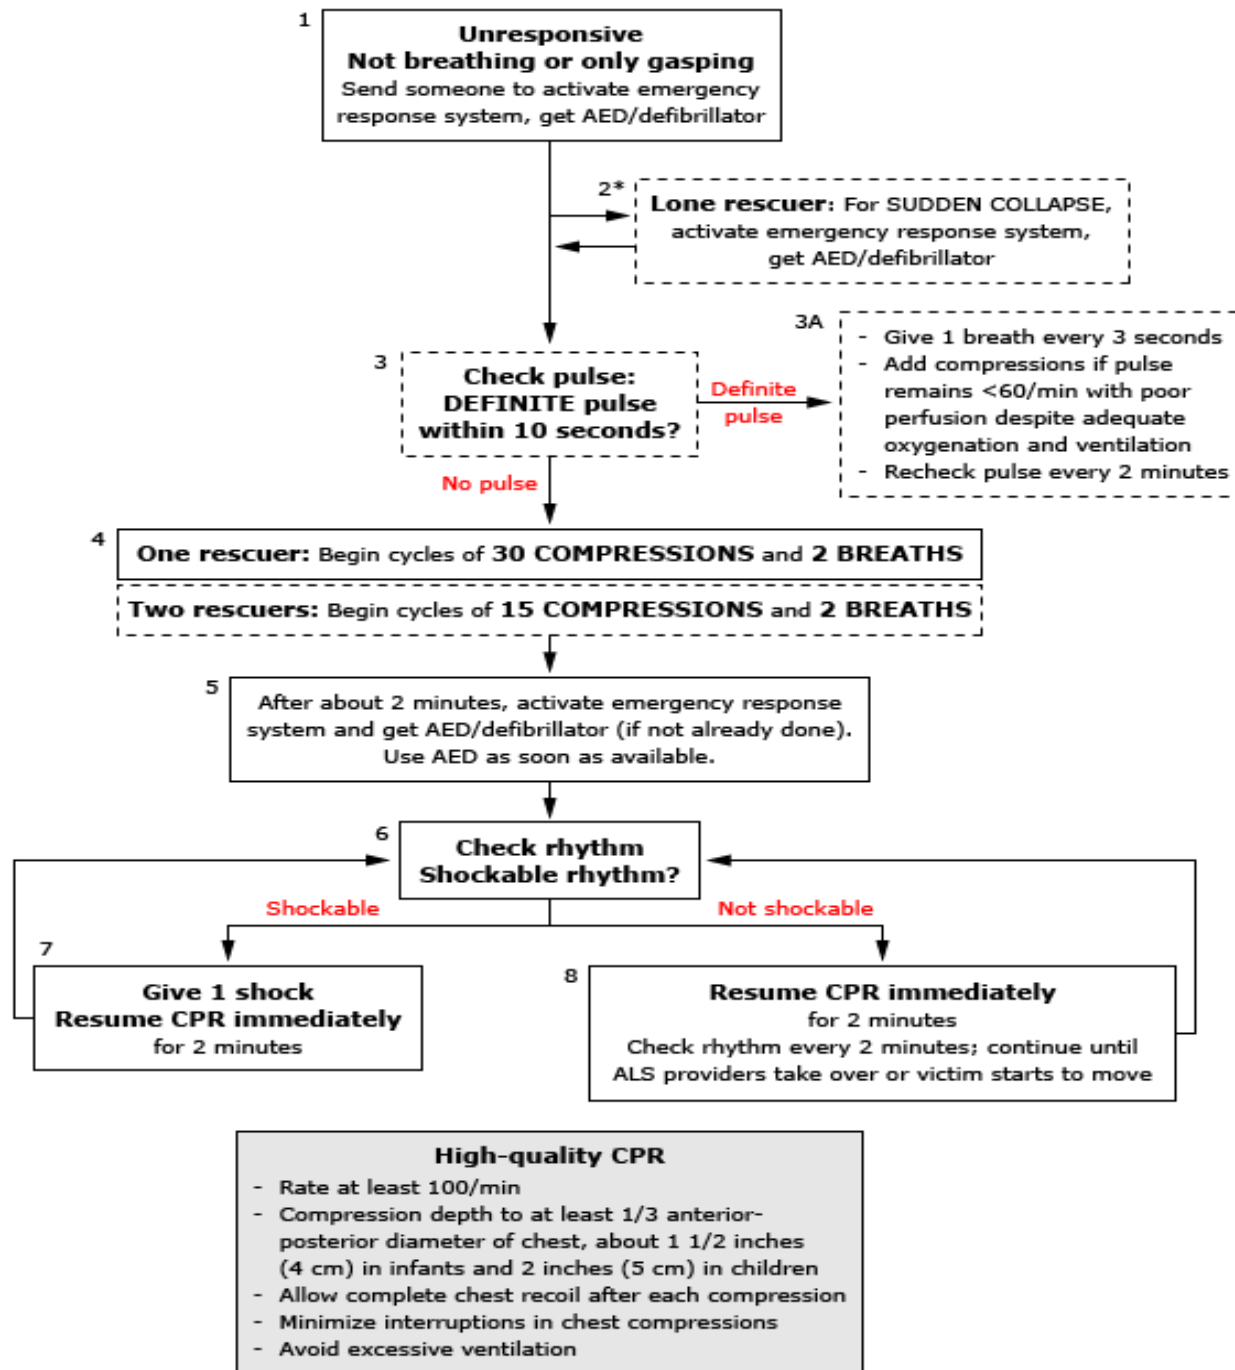 1
Unresponsive
Not breathing or only gasping
Send someone to activate emergency
response system, get AED/defibrillator
2*
Lone rescuer: For SUDDEN COLLAPSE,
activate emergency response system,
get AED/defibrillator
3
Check pulse:
DEFINITE pulse
within 10 seconds?
Definite
pulse
3A
- Give 1 breath every 3 seconds
- Add compressions if pulse
remains <60/min with poor
perfusion despite adequate
oxygenation and ventilation
- Recheck pulse every 2 minutes
No pulse
4
One rescuer: Begin cycles of 30 COMPRESSIONS and 2 BREATHS
Two rescuers: Begin cycles of 15 COMPRESSIONS and 2 BREATHS
5
After about 2 minutes, activate emergency response
system and get AED/defibrillator (if not already done).
Use AED as soon as available.
6
Check rhythm
Shockable rhythm?
Shockable
Not shockable
7
Give 1 shock
Resume CPR immediately
for 2 minutes
8
Resume CPR immediately
for 2 minutes
Check rhythm every 2 minutes; continue until
ALS providers take over or victim starts to move
High-quality CPR
- Rate at least 100/min
- Compression depth to at least 1/3 anterior-
posterior diameter of chest, about 1 1/2 inches
(4 cm) in infants and 2 inches (5 cm) in children
- Allow complete chest recoil after each compression
- Minimize interruptions in chest compressions
- Avoid excessive ventilation